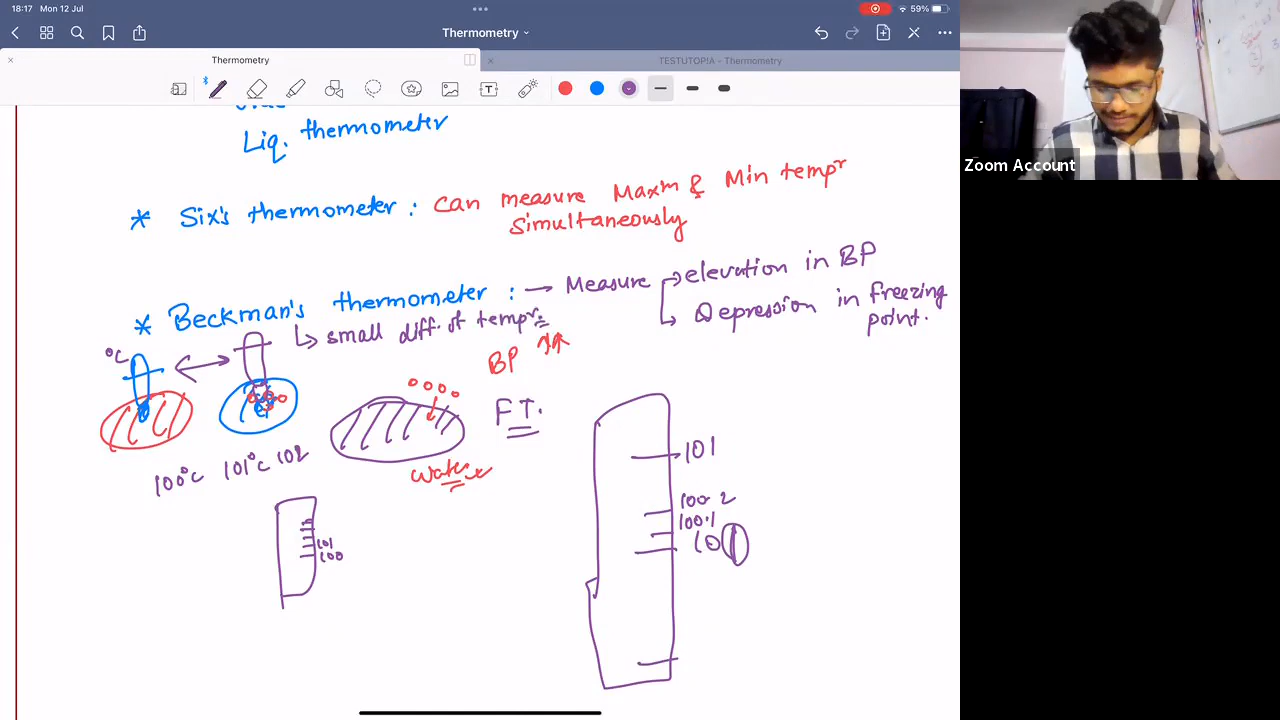 18:17 Mon 12 Jul
59%
Thermometry
Thermometry
TESTUTOPIA - Thermometry
Liq. thermometer
* Six's thermometer : can measure Maxm & Min tempr
Simultaneously
* Beckman's thermometer : → Measure → elevation in BP
↳ Depression in freezing point.
↳ small diff. of tempr.
°C
BP
F.T.
water
100°C 101°C 102
101
100
101
100.2
100.1
Zoom Account